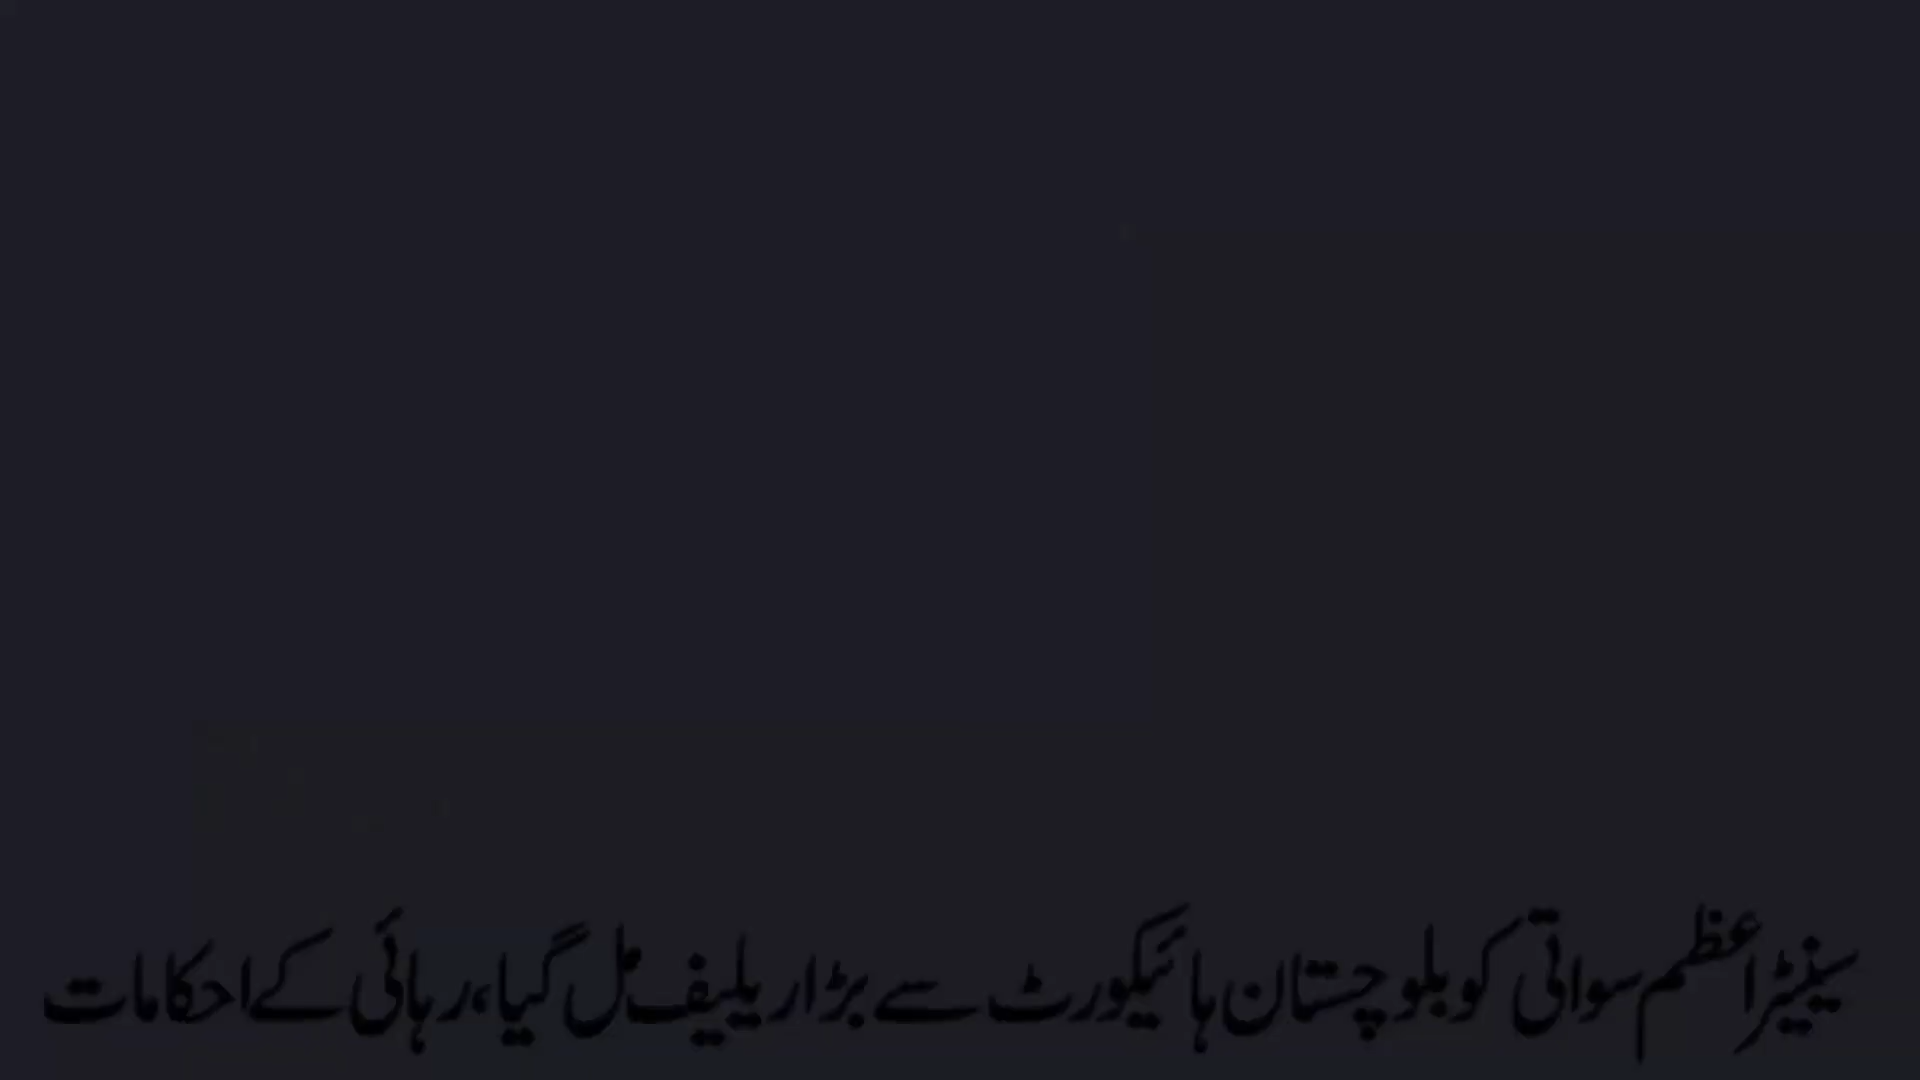 سینیٹر اعظم سواتی کو بلوچستان ہائیکورٹ سے بڑا ریلیف مل گیا، رہائی کے احکامات